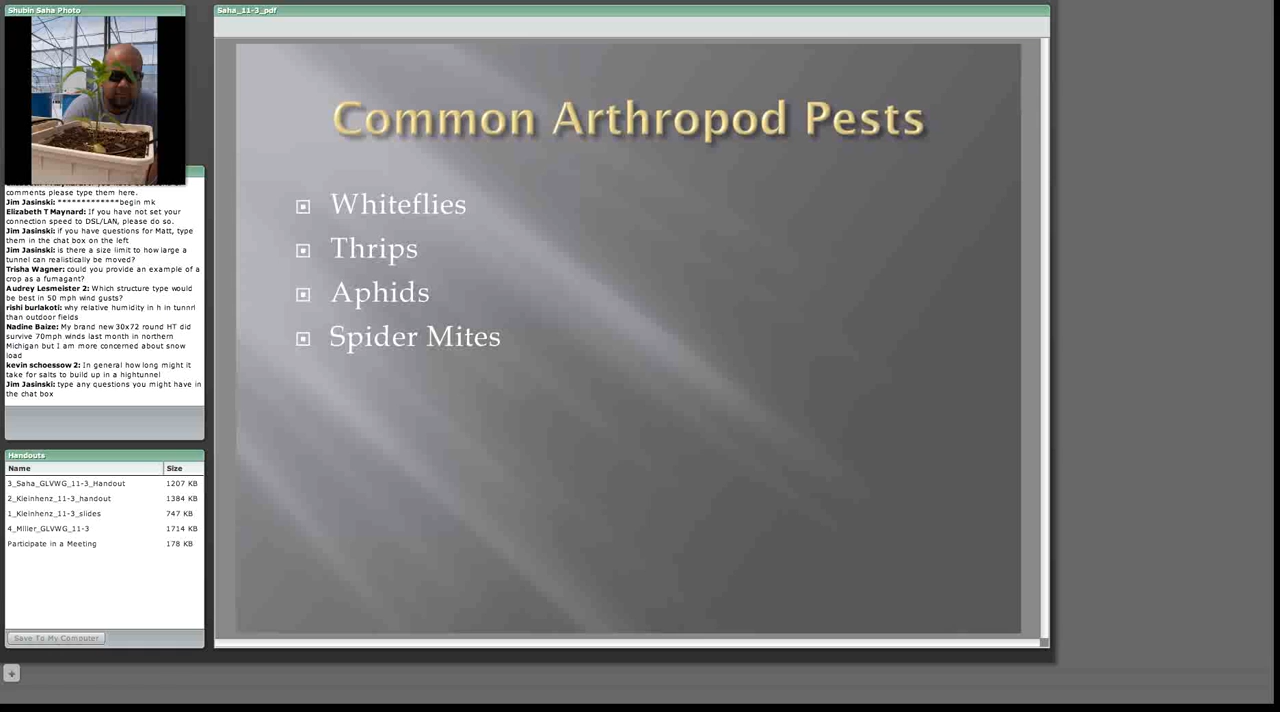 Shubin Saha Photo
comments please type them here.
Jim Jasinski: *************begin mk
Elizabeth T Maynard: If you have not set your
connection speed to DSL/LAN, please do so.
Jim Jasinski: if you have questions for Matt, type
them in the chat box on the left
Jim Jasinski: is there a size limit to how large a
tunnel can realistically be moved?
Trisha Wagner: could you provide an example of a
crop as a fumagant?
Audrey Lesmeister 2: Which structure type would
be best in 50 mph wind gusts?
rishi burlakoti: why relative humidity in h in tunnrl
than outdoor fields
Nadine Baize: My brand new 30x72 round HT did
survive 70mph winds last month in northern
Michigan but I am more concerned about snow
load
kevin schoessow 2: In general how long might it
take for salts to build up in a hightunnel
Jim Jasinski: type any questions you might have in
the chat box
Handouts
Name Size
3_Saha_GLVWG_11-3_Handout 1207 KB
2_Kleinhenz_11-3_handout 1384 KB
1_Kleinhenz_11-3_slides 747 KB
4_Miller_GLVWG_11-3 1714 KB
Participate in a Meeting 178 KB
Save To My Computer
Saha_11-3_pdf
Common Arthropod Pests
Whiteflies
Thrips
Aphids
Spider Mites